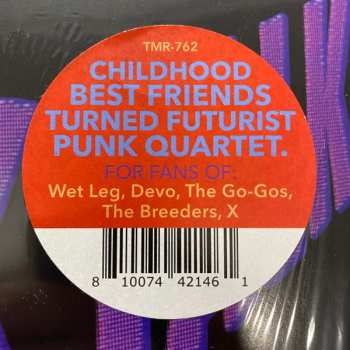 TMR-762
CHILDHOOD
BEST FRIENDS
TURNED FUTURIST
PUNK QUARTET.
FOR FANS OF:
Wet Leg, Devo, The Go-Gos,
The Breeders, X
8 10074 42146 1